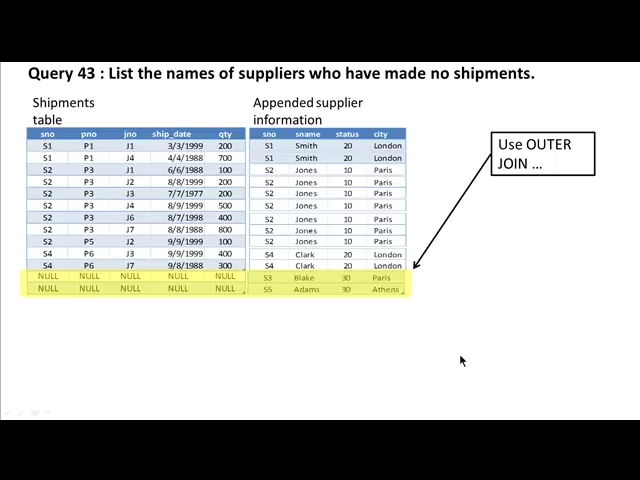 Query 43 : List the names of suppliers who have made no shipments.
Shipments
table
Appended supplier
information
Use OUTER
JOIN ...
sno pno jno ship_date qty sno sname status city
S1 P1 J1 3/3/1999 200 S1 Smith 20 London
S1 P1 J4 4/4/1988 700 S1 Smith 20 London
S2 P3 J1 6/6/1988 100 S2 Jones 10 Paris
S2 P3 J2 8/8/1999 200 S2 Jones 10 Paris
S2 P3 J3 7/7/1977 200 S2 Jones 10 Paris
S2 P3 J4 8/9/1999 500 S2 Jones 10 Paris
S2 P3 J6 8/7/1998 400 S2 Jones 10 Paris
S2 P3 J7 8/8/1988 800 S2 Jones 10 Paris
S2 P5 J2 9/9/1999 100 S2 Jones 10 Paris
S4 P6 J3 9/9/1999 400 S4 Clark 20 London
S4 P6 J7 9/8/1988 300 S4 Clark 20 London
NULL NULL NULL NULL NULL S3 Blake 30 Paris
NULL NULL NULL NULL NULL S5 Adams 30 Athens